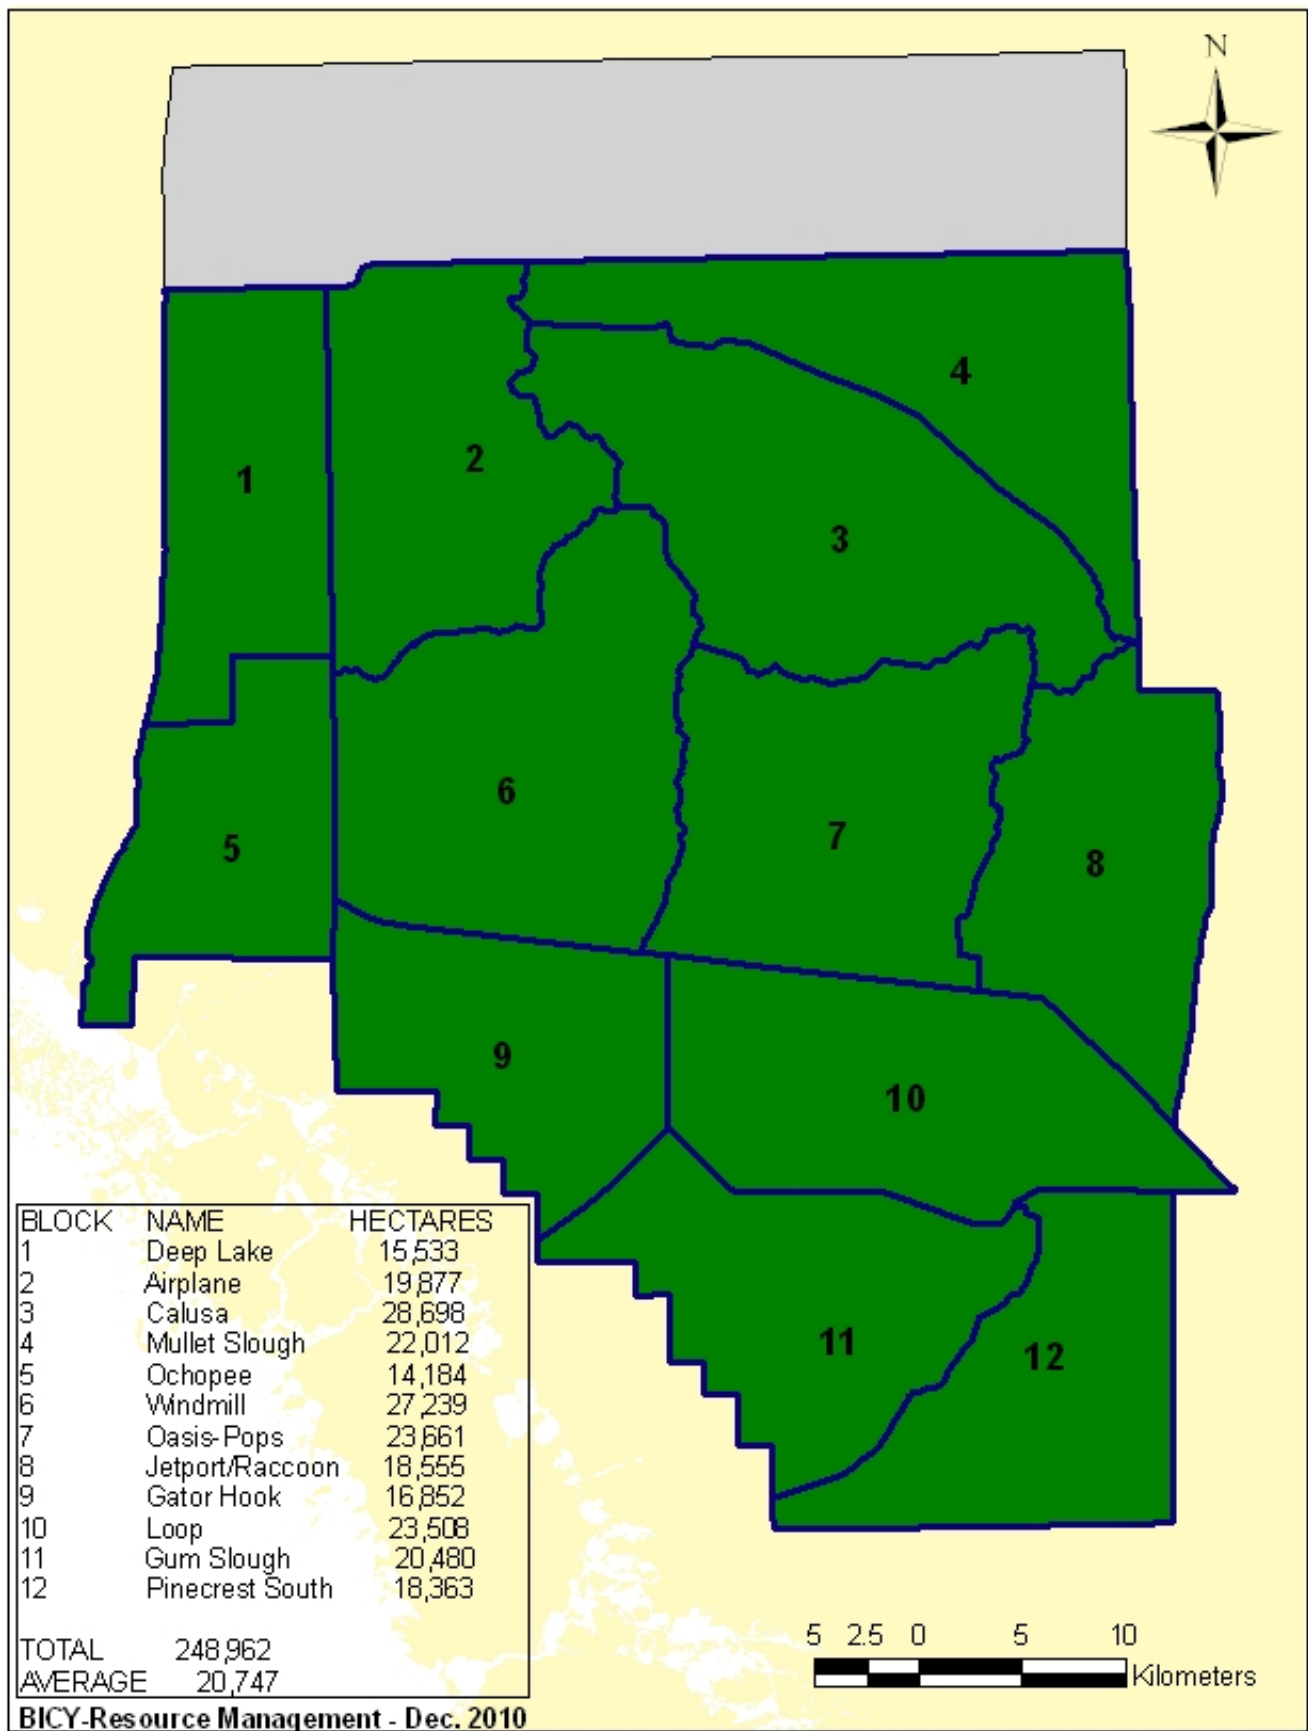 N
4
2
1
3
6
7
5
8
9
10
11
12
BLOCK NAME HECTARES
1 Deep Lake 15,533
2 Airplane 19,877
3 Calusa 28,698
4 Mullet Slough 22,012
5 Ochopee 14,184
6 Windmill 27,239
7 Oasis-Pops 23,661
8 Jetport/Raccoon 18,555
9 Gator Hook 16,852
10 Loop 23,508
11 Gum Slough 20,480
12 Pinecrest South 18,363
TOTAL 248,962
AVERAGE 20,747
5 2.5 0 5 10
Kilometers
BICY-Resource Management - Dec. 2010